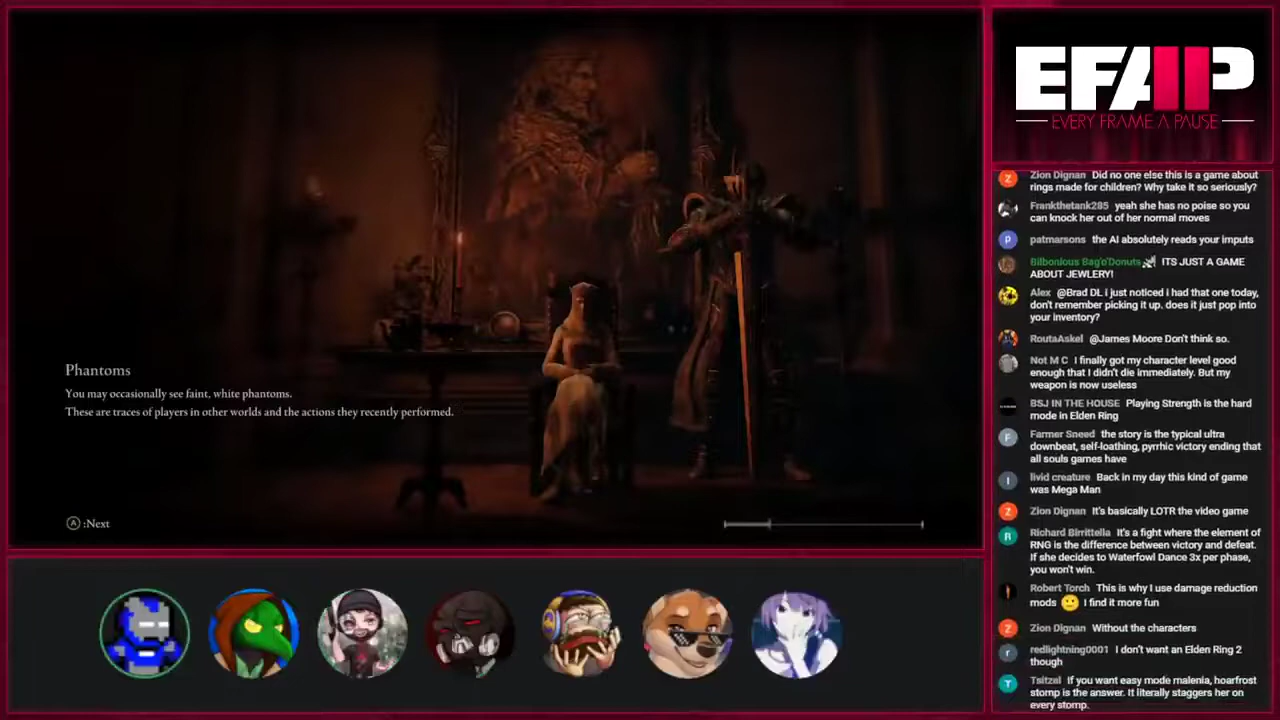 EFAP
EVERY FRAME A PAUSE
Phantoms
You may occasionally see faint, white phantoms.
These are traces of players in other worlds and the actions they recently performed.
A :Next
Z Zion Dignan Did no one else this is a game about
rings made for children? Why take it so seriously?
Frankthetank285 yeah she has no poise so you
can knock her out of her normal moves
p patmarsons the AI absolutely reads your imputs
Bilbonious Bag'o'Donuts ITS JUST A GAME
ABOUT JEWLERY!
Alex @Brad DL i just noticed i had that one today,
don't remember picking it up. does it just pop into
your inventory?
RoutaAskel @James Moore Don't think so.
Not M C I finally got my character level good
enough that I didn't die immediately. But my
weapon is now useless
BSJ IN THE HOUSE Playing Strength is the hard
mode in Elden Ring
F Farmer Sneed the story is the typical ultra
downbeat, self-loathing, pyrrhic victory ending that
all souls games have
l livid creature Back in my day this kind of game
was Mega Man
Z Zion Dignan It's basically LOTR the video game
R Richard Birrittella It's a fight where the element of
RNG is the difference between victory and defeat.
If she decides to Waterfowl Dance 3x per phase,
you won't win.
Robert Torch This is why I use damage reduction
mods 🙂 I find it more fun
Z Zion Dignan Without the characters
r redlightning0001 I don't want an Elden Ring 2
though
T Tsitzel If you want easy mode malenia, hoarfrost
stomp is the answer. It literally staggers her on
every stomp.